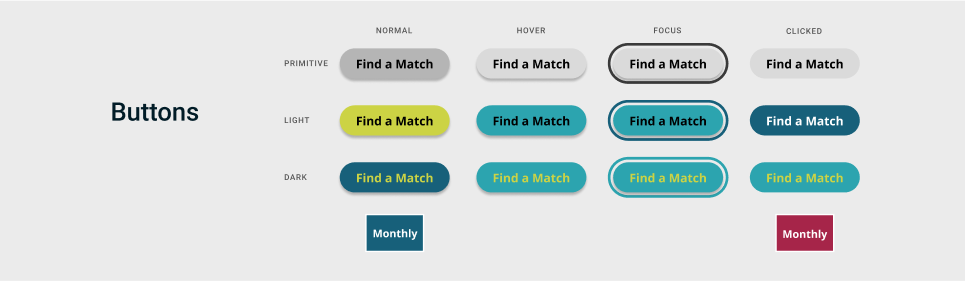 NORMAL HOVER FOCUS CLICKED
PRIMITIVE Find a Match Find a Match Find a Match Find a Match
Buttons
LIGHT Find a Match Find a Match Find a Match Find a Match
DARK Find a Match Find a Match Find a Match Find a Match
Monthly Monthly